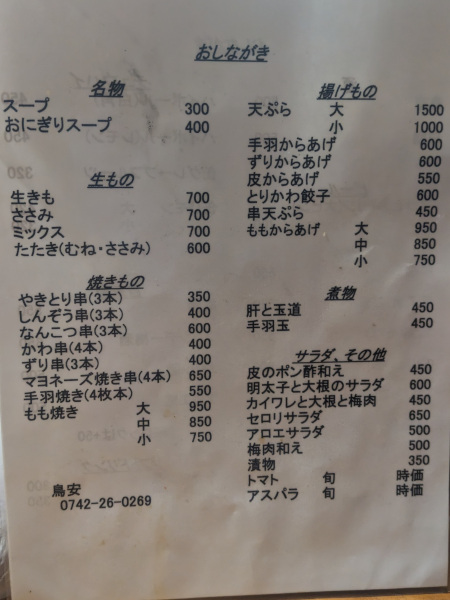 おしながき
名物
スープ 300
おにぎりスープ 400
生もの
生きも 700
ささみ 700
ミックス 700
たたき(むね・ささみ) 600
焼きもの
やきとり串(3本) 350
しんぞう串(3本) 400
なんこつ串(3本) 600
かわ串(4本) 400
ずり串(3本) 400
マヨネーズ焼き串(4本) 650
手羽焼き(4枚本) 550
もも焼き 大 950
中 850
小 750
鳥安
0742-26-0269
揚げもの
天ぷら 大 1500
小 1000
手羽からあげ 600
ずりからあげ 600
皮からあげ 550
とりかわ餃子 600
串天ぷら 450
ももからあげ 大 950
中 850
小 750
煮物
肝と玉道 450
手羽玉 450
サラダ、その他
皮のポン酢和え 450
明太子と大根のサラダ 600
カイワレと大根と梅肉 450
セロリサラダ 650
アロエサラダ 500
梅肉和え 500
漬物 350
トマト 旬 時価
アスパラ 旬 時価